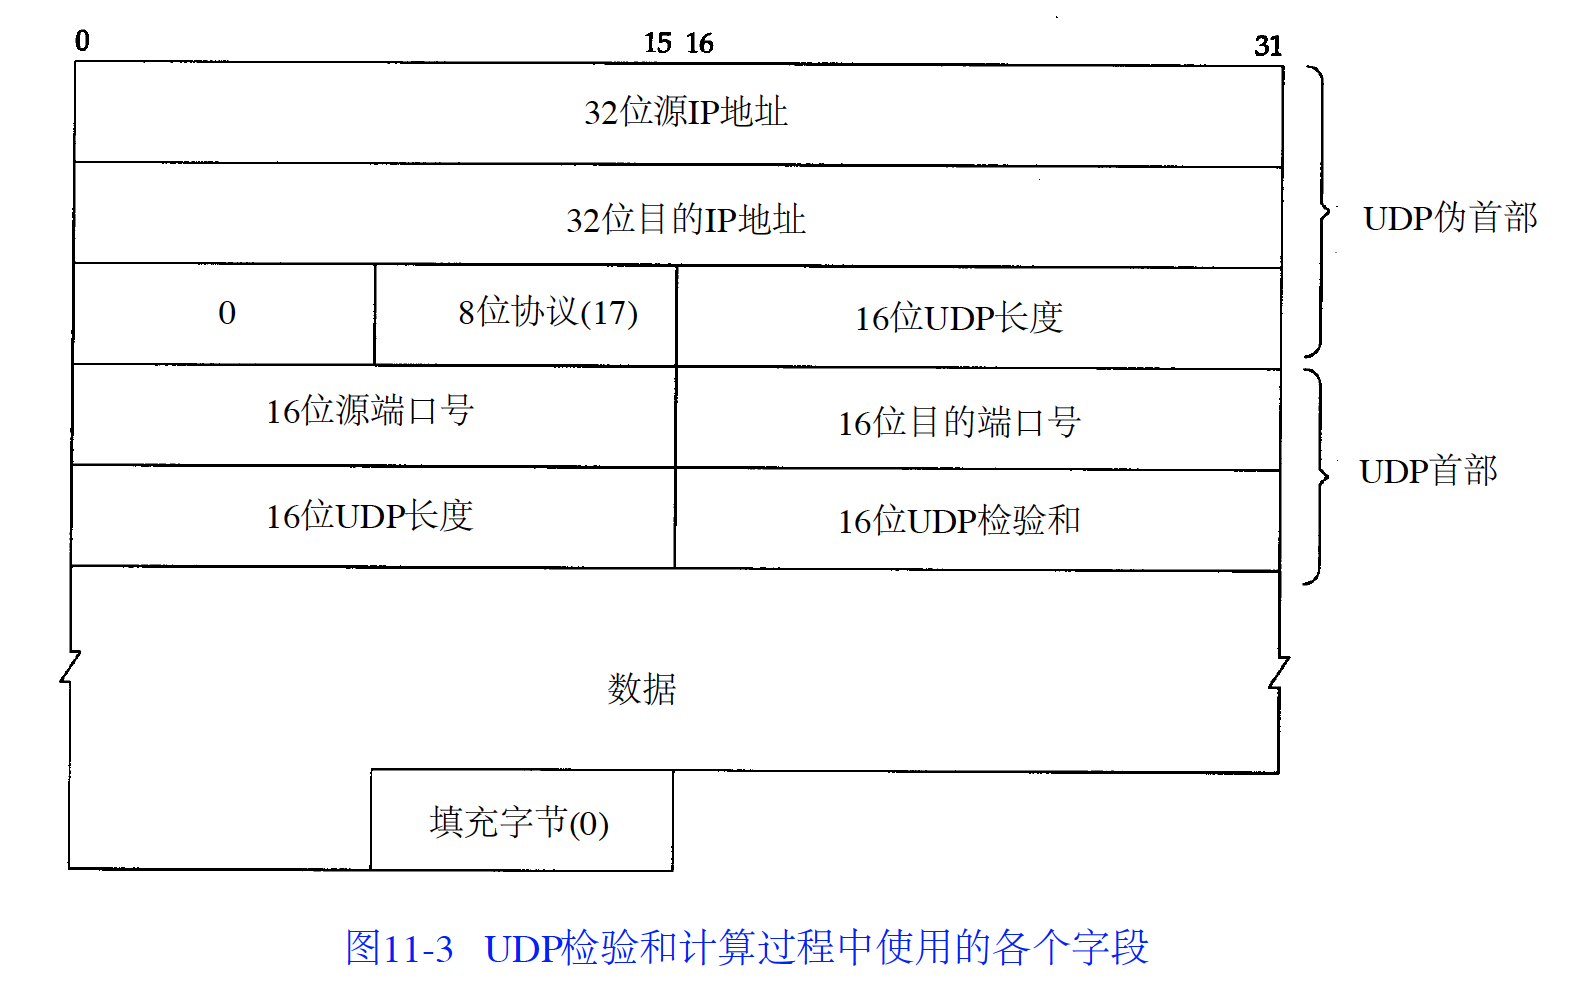 0 15 16 31
32位源IP地址
32位目的IP地址
UDP伪首部
0 8位协议(17) 16位UDP长度
16位源端口号 16位目的端口号
UDP首部
16位UDP长度 16位UDP检验和
数据
填充字节(0)
图11-3 UDP检验和计算过程中使用的各个字段